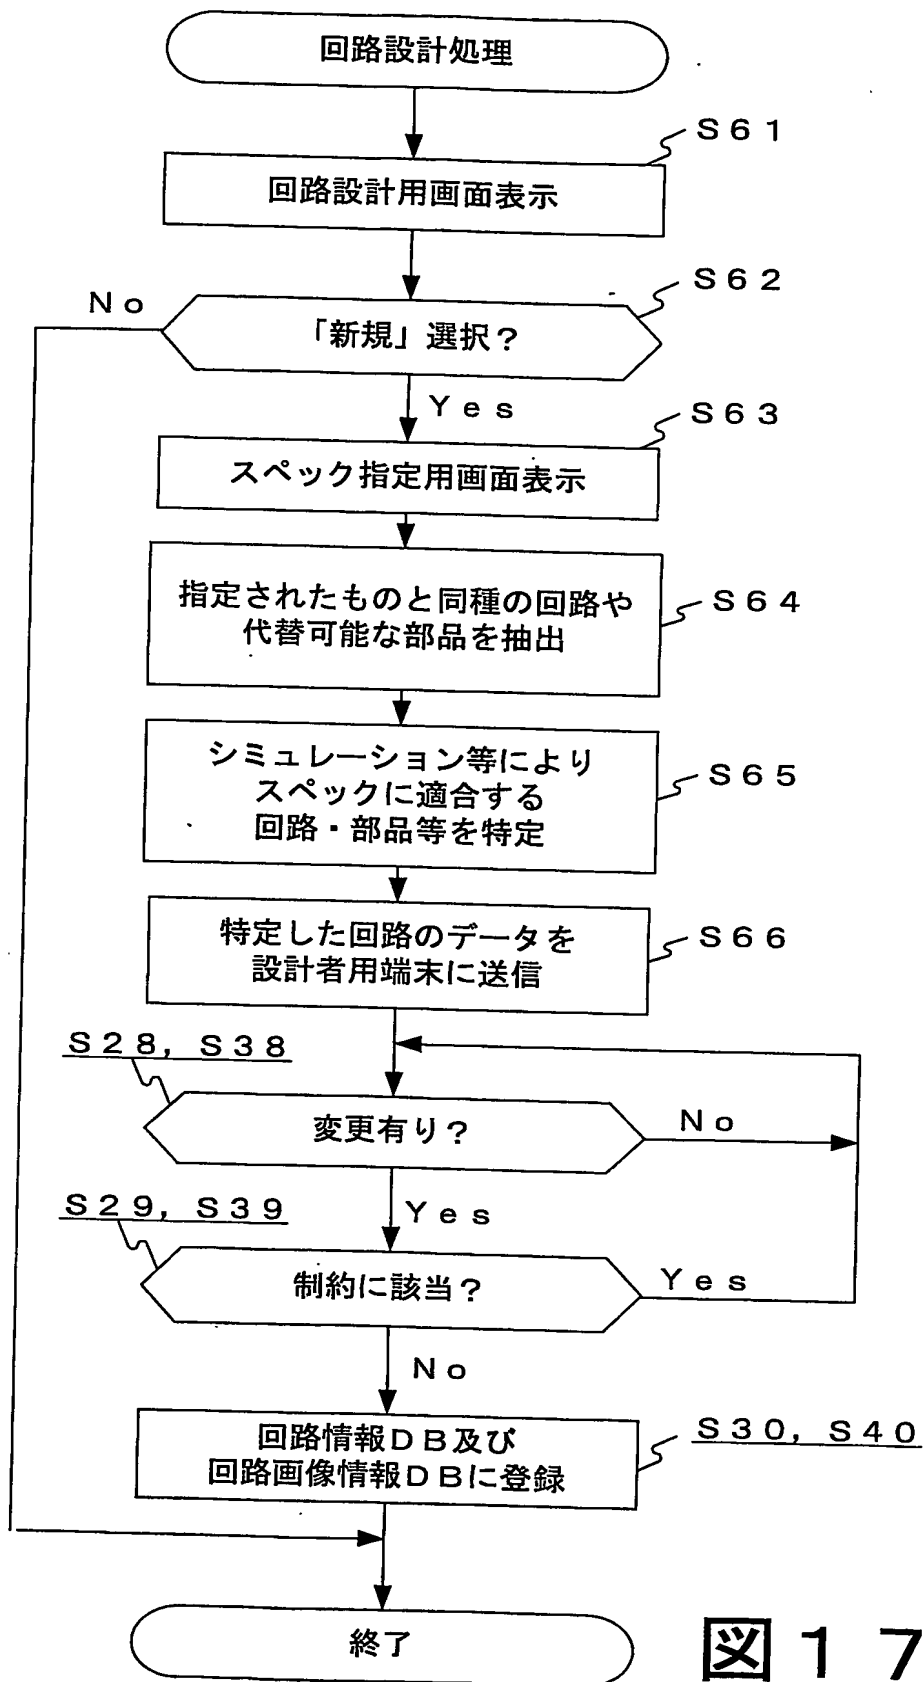 回路設計処理
S61
回路設計用画面表示
S62
No
「新規」選択？
Yes
S63
スペック指定用画面表示
指定されたものと同種の回路や
代替可能な部品を抽出
S64
シミュレーション等により
スペックに適合する
回路・部品等を特定
S65
特定した回路のデータを
設計者用端末に送信
S66
S28, S38
変更有り？
No
S29, S39
Yes
制約に該当？
Yes
No
回路情報DB及び
回路画像情報DBに登録
S30, S40
終了
図17